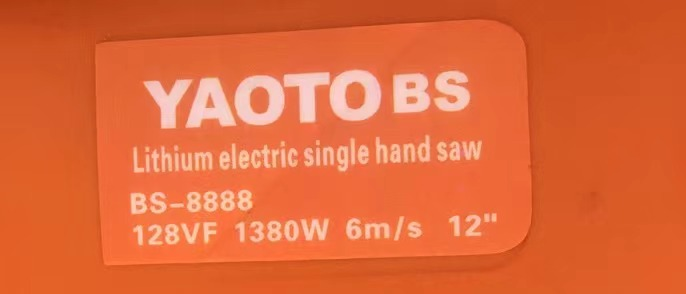 YAOTO BS
Lithium electric single hand saw
BS-8888
128VF 1380W 6m/s 12"